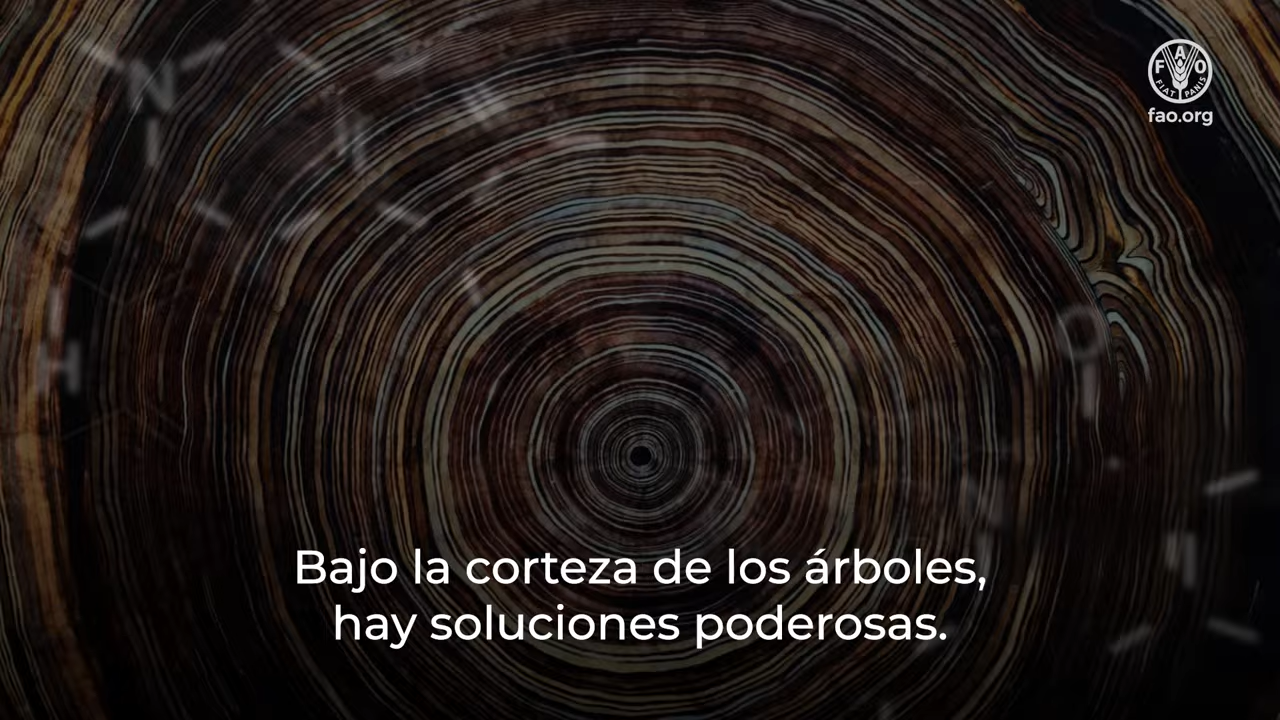 FAO
FIAT PANIS
fao.org
N
H
O
N
Bajo la corteza de los árboles,
hay soluciones poderosas.